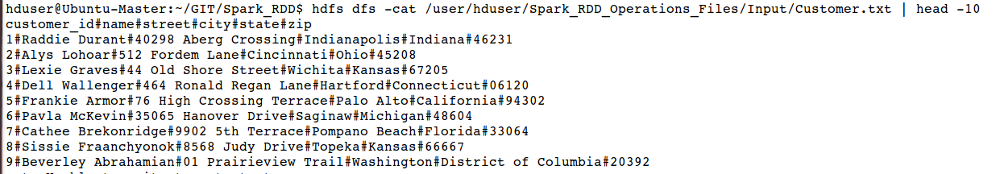 hduser@Ubuntu-Master:~/GIT/Spark_RDD$ hdfs dfs -cat /user/hduser/Spark_RDD_Operations_Files/Input/Customer.txt | head -10
customer_id#name#street#city#state#zip
1#Raddie Durant#40298 Aberg Crossing#Indianapolis#Indiana#46231
2#Alys Lohoar#512 Fordem Lane#Cincinnati#Ohio#45208
3#Lexie Graves#44 Old Shore Street#Wichita#Kansas#67205
4#Dell Wallenger#464 Ronald Regan Lane#Hartford#Connecticut#06120
5#Frankie Armor#76 High Crossing Terrace#Palo Alto#California#94302
6#Pavla McKevin#35065 Hanover Drive#Saginaw#Michigan#48604
7#Cathee Brekonridge#9902 5th Terrace#Pompano Beach#Florida#33064
8#Sissie Fraanchyonok#8568 Judy Drive#Topeka#Kansas#66667
9#Beverley Abrahamian#01 Prairieview Trail#Washington#District of Columbia#20392